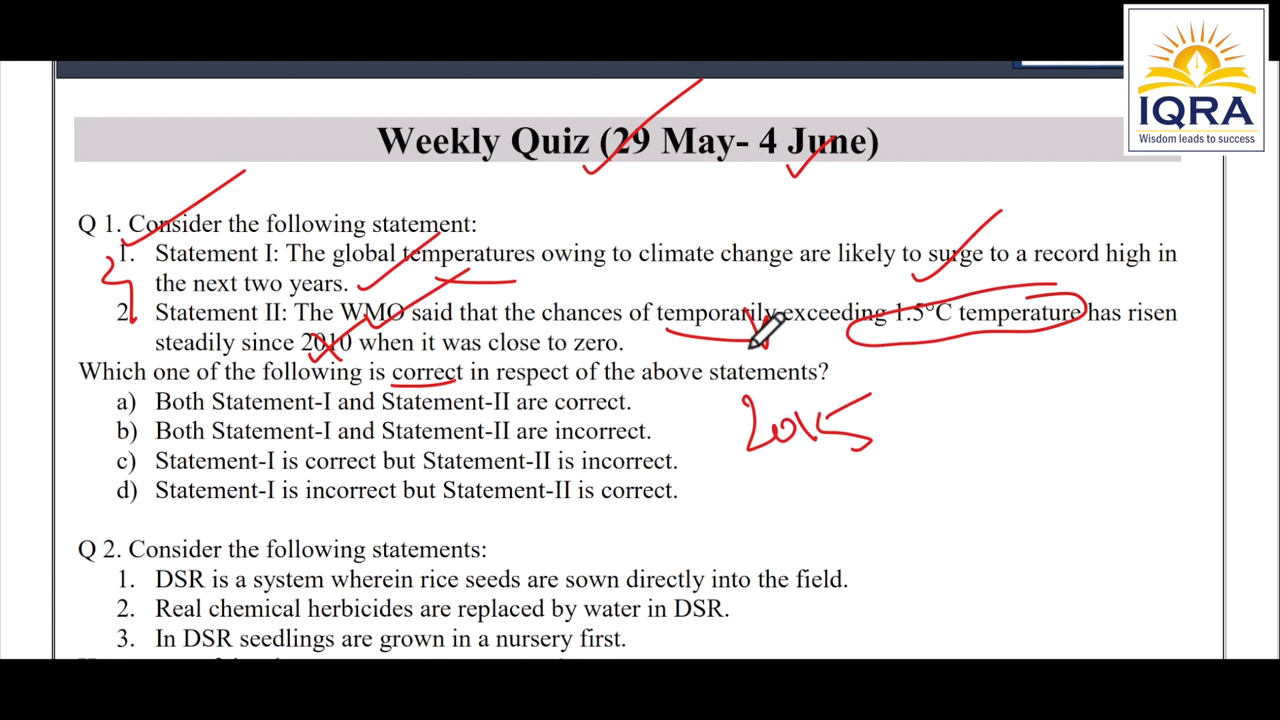 IQRA
Wisdom leads to success
Weekly Quiz (29 May- 4 June)
Q 1. Consider the following statement:
1. Statement I: The global temperatures owing to climate change are likely to surge to a record high in
the next two years.
2. Statement II: The WMO said that the chances of temporarily exceeding 1.5°C temperature has risen
steadily since 2010 when it was close to zero.
Which one of the following is correct in respect of the above statements?
a) Both Statement-I and Statement-II are correct.
2015
b) Both Statement-I and Statement-II are incorrect.
c) Statement-I is correct but Statement-II is incorrect.
d) Statement-I is incorrect but Statement-II is correct.
Q 2. Consider the following statements:
1. DSR is a system wherein rice seeds are sown directly into the field.
2. Real chemical herbicides are replaced by water in DSR.
3. In DSR seedlings are grown in a nursery first.